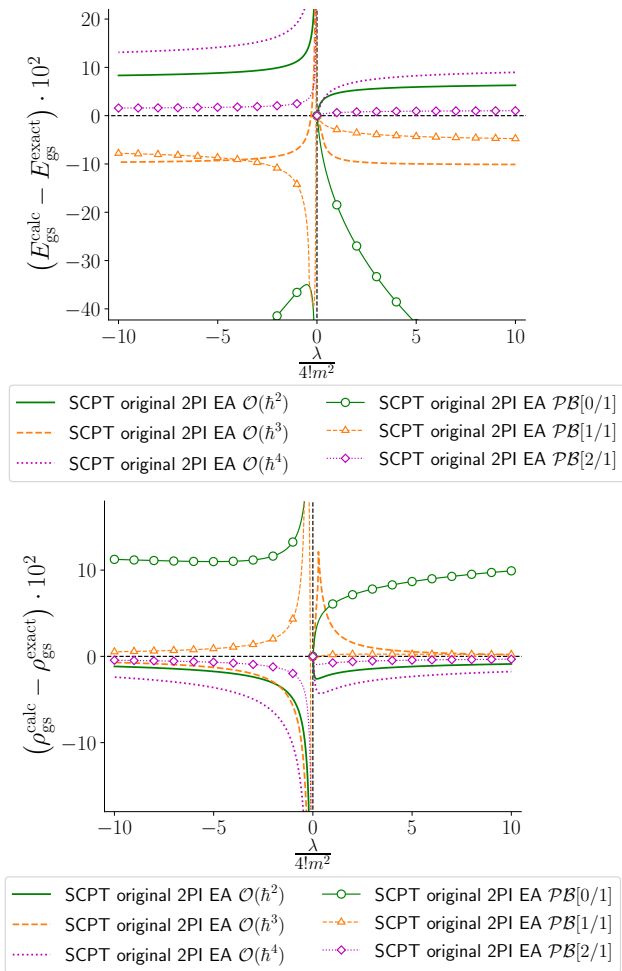 20
10
0
−10
−20
−30
−40
(E_gs^calc − E_gs^exact) · 10^2
−10 −5 0 5 10
λ/4!m^2
SCPT original 2PI EA O(ħ^2) SCPT original 2PI EA PB[0/1]
SCPT original 2PI EA O(ħ^3) SCPT original 2PI EA PB[1/1]
SCPT original 2PI EA O(ħ^4) SCPT original 2PI EA PB[2/1]
10
0
−10
(ρ_gs^calc − ρ_gs^exact) · 10^2
−10 −5 0 5 10
λ/4!m^2
SCPT original 2PI EA O(ħ^2) SCPT original 2PI EA PB[0/1]
SCPT original 2PI EA O(ħ^3) SCPT original 2PI EA PB[1/1]
SCPT original 2PI EA O(ħ^4) SCPT original 2PI EA PB[2/1]